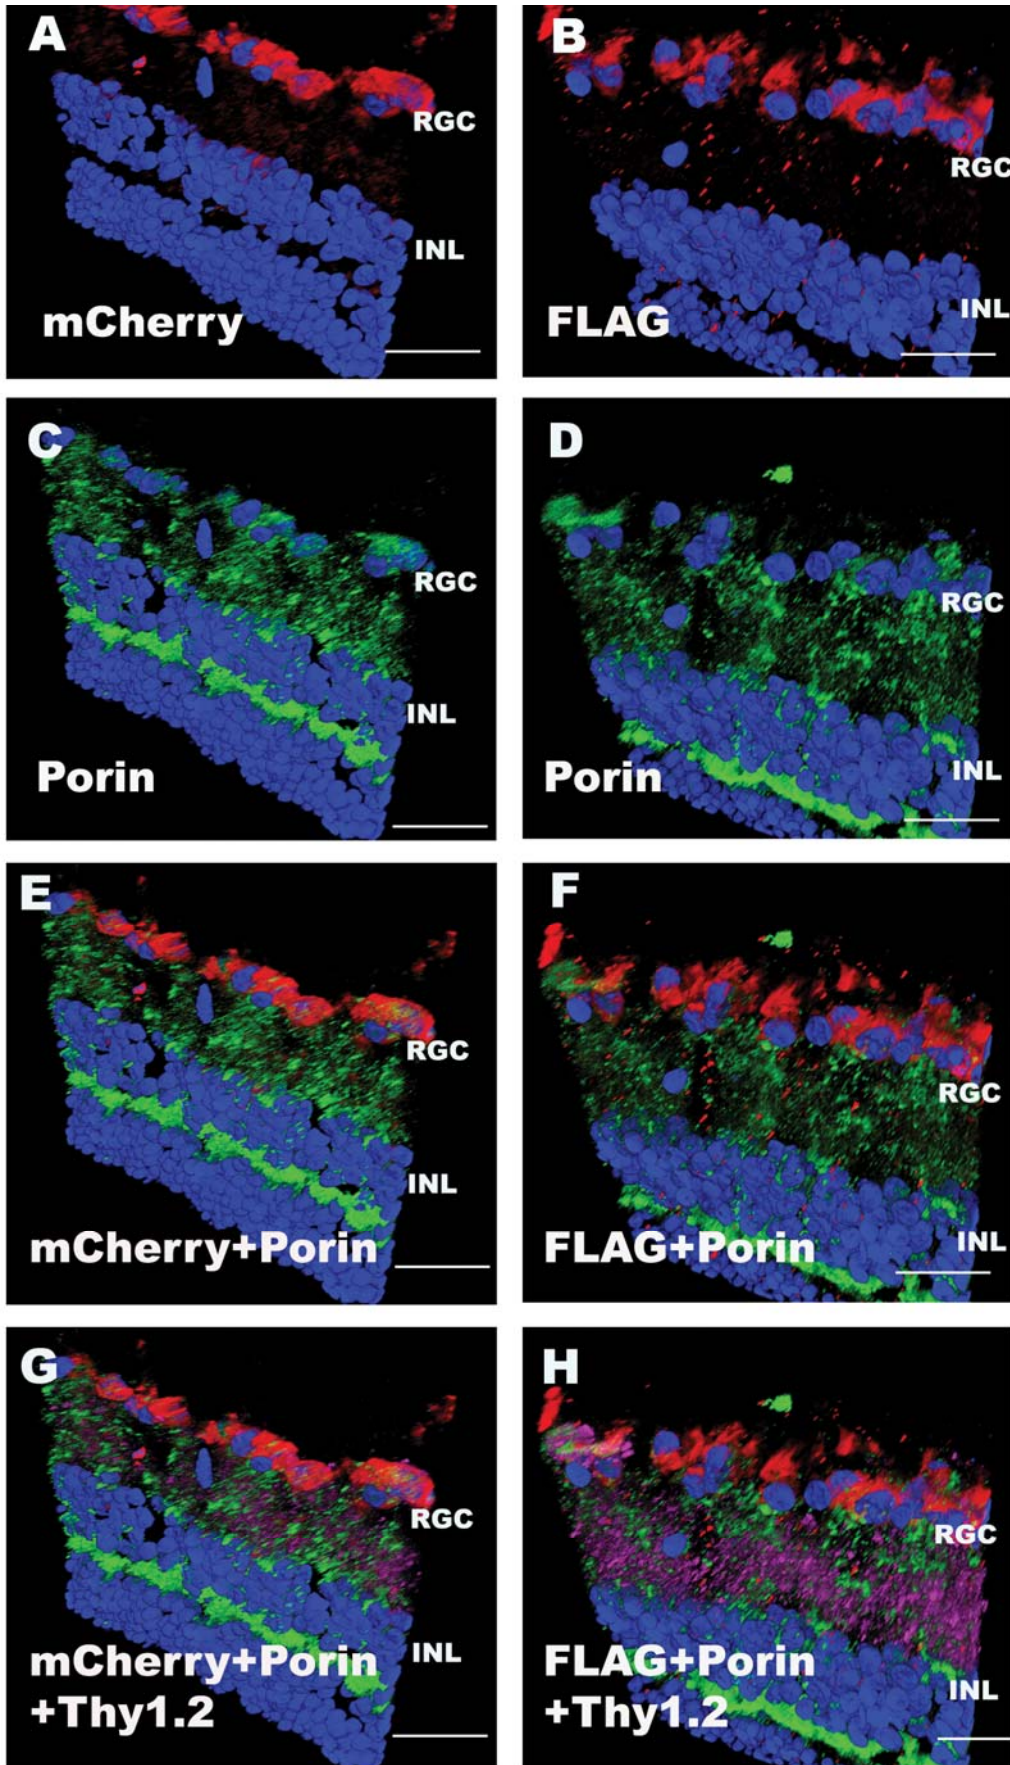 A
RGC
INL
mCherry
B
RGC
INL
FLAG
C
RGC
INL
Porin
D
RGC
INL
Porin
E
RGC
INL
mCherry+Porin
F
RGC
INL
FLAG+Porin
G
RGC
INL
mCherry+Porin
+Thy1.2
H
RGC
INL
FLAG+Porin
+Thy1.2